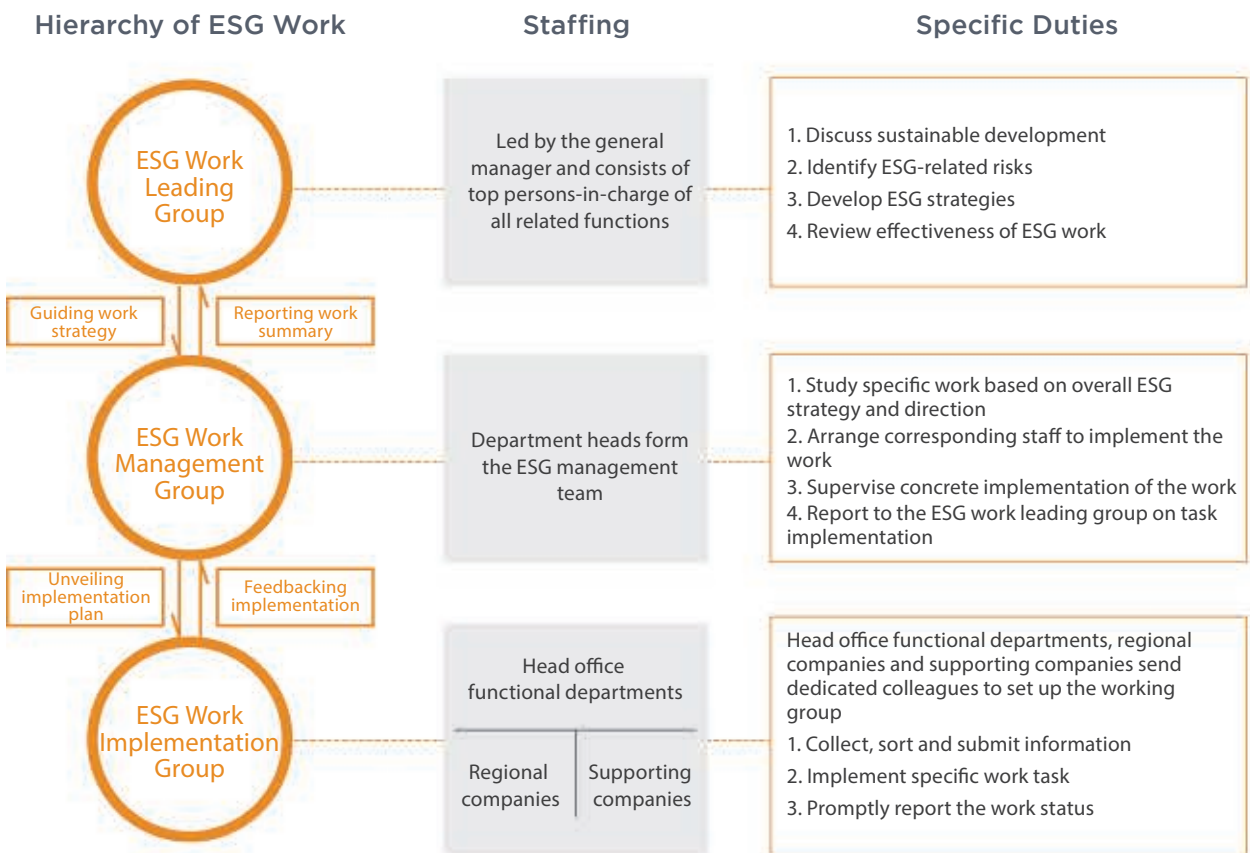 Hierarchy of ESG Work
Staffing
Specific Duties
ESG Work
Leading
Group
Led by the general
manager and consists of
top persons-in-charge of
all related functions
1. Discuss sustainable development
2. Identify ESG-related risks
3. Develop ESG strategies
4. Review effectiveness of ESG work
Guiding work
strategy
Reporting work
summary
ESG Work
Management
Group
Department heads form
the ESG management
team
1. Study specific work based on overall ESG
strategy and direction
2. Arrange corresponding staff to implement the
work
3. Supervise concrete implementation of the work
4. Report to the ESG work leading group on task
implementation
Unveiling
implementation
plan
Feedbacking
implementation
ESG Work
Implementation
Group
Head office
functional departments
Regional
companies
Supporting
companies
Head office functional departments, regional
companies and supporting companies send
dedicated colleagues to set up the working
group
1. Collect, sort and submit information
2. Implement specific work task
3. Promptly report the work status